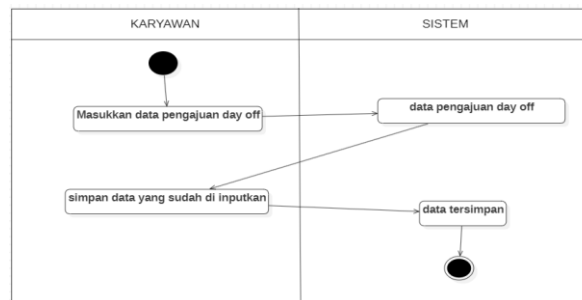 KARYAWAN
SISTEM
Masukkan data pengajuan day off
data pengajuan day off
simpan data yang sudah di inputkan
data tersimpan